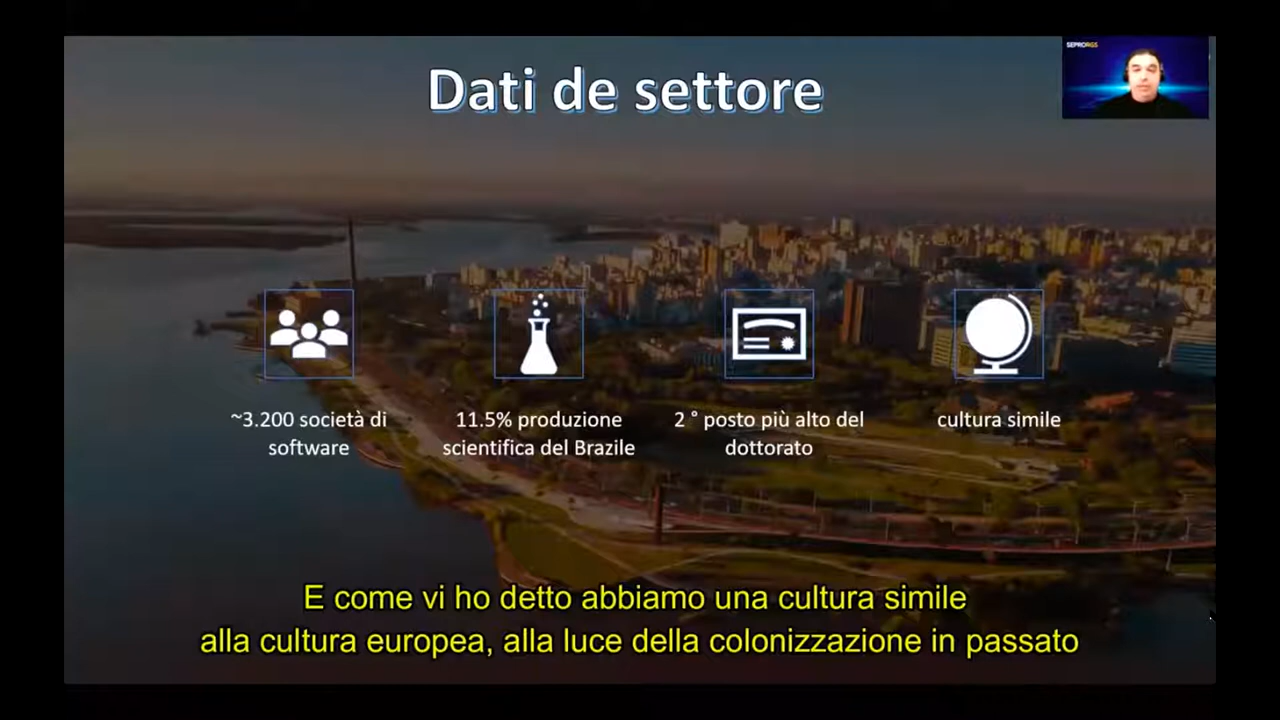 Dati de settore
SEPRORGS
~3.200 società di
software
11.5% produzione
scientifica del Brazile
2 ° posto più alto del
dottorato
cultura simile
E come vi ho detto abbiamo una cultura simile
alla cultura europea, alla luce della colonizzazione in passato